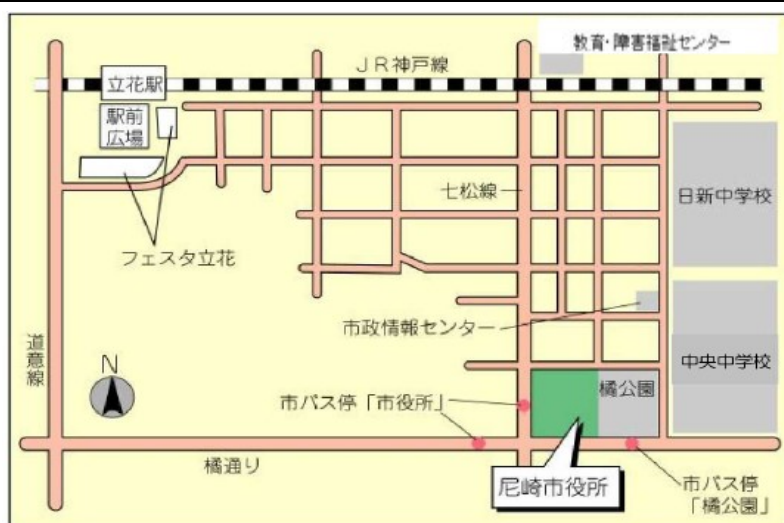 教育・障害福祉センター
JR神戸線
立花駅
駅前
広場
七松線
日新中学校
フェスタ立花
市政情報センター
道意線
中央中学校
N
橘公園
市バス停「市役所」
橘通り
尼崎市役所
市バス停
「橘公園」